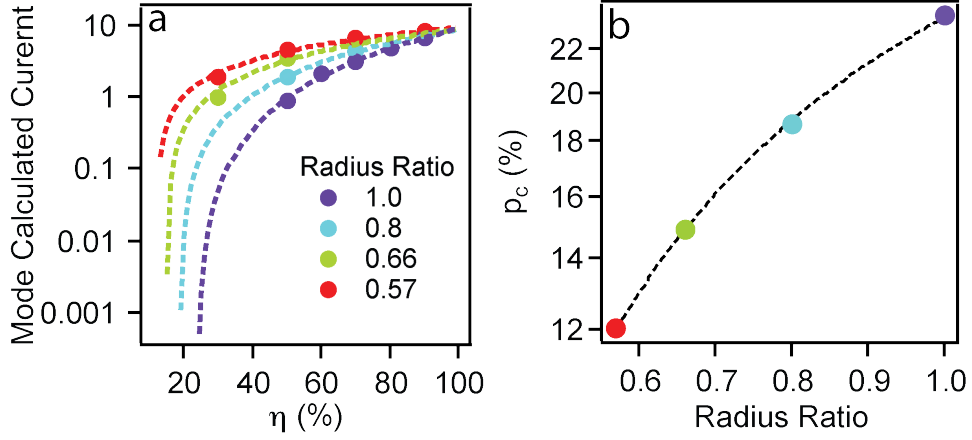 a
Mode Calculated Curernt
10
1
0.1
0.01
0.001
Radius Ratio
1.0
0.8
0.66
0.57
20 40 60 80 100
η (%)
b
p_c (%)
22
20
18
16
14
12
0.6 0.7 0.8 0.9 1.0
Radius Ratio